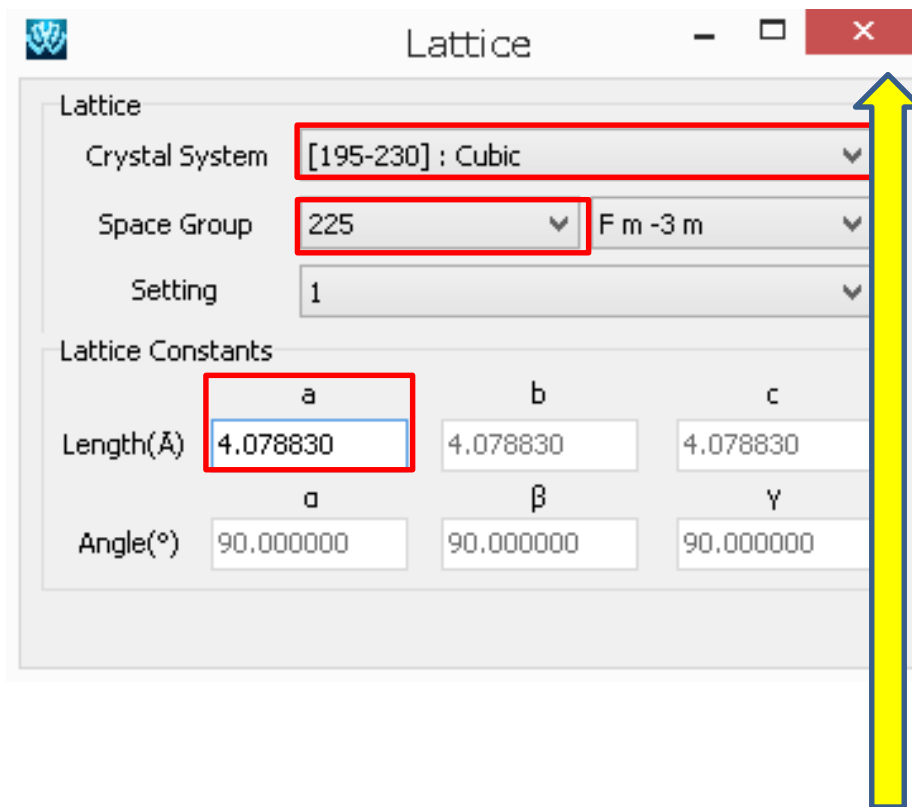 Lattice
Lattice
Crystal System [195-230] : Cubic
Space Group 225 F m -3 m
Setting 1
Lattice Constants
a b c
Length(Å) 4.078830 4.078830 4.078830
α β γ
Angle(°) 90.000000 90.000000 90.000000